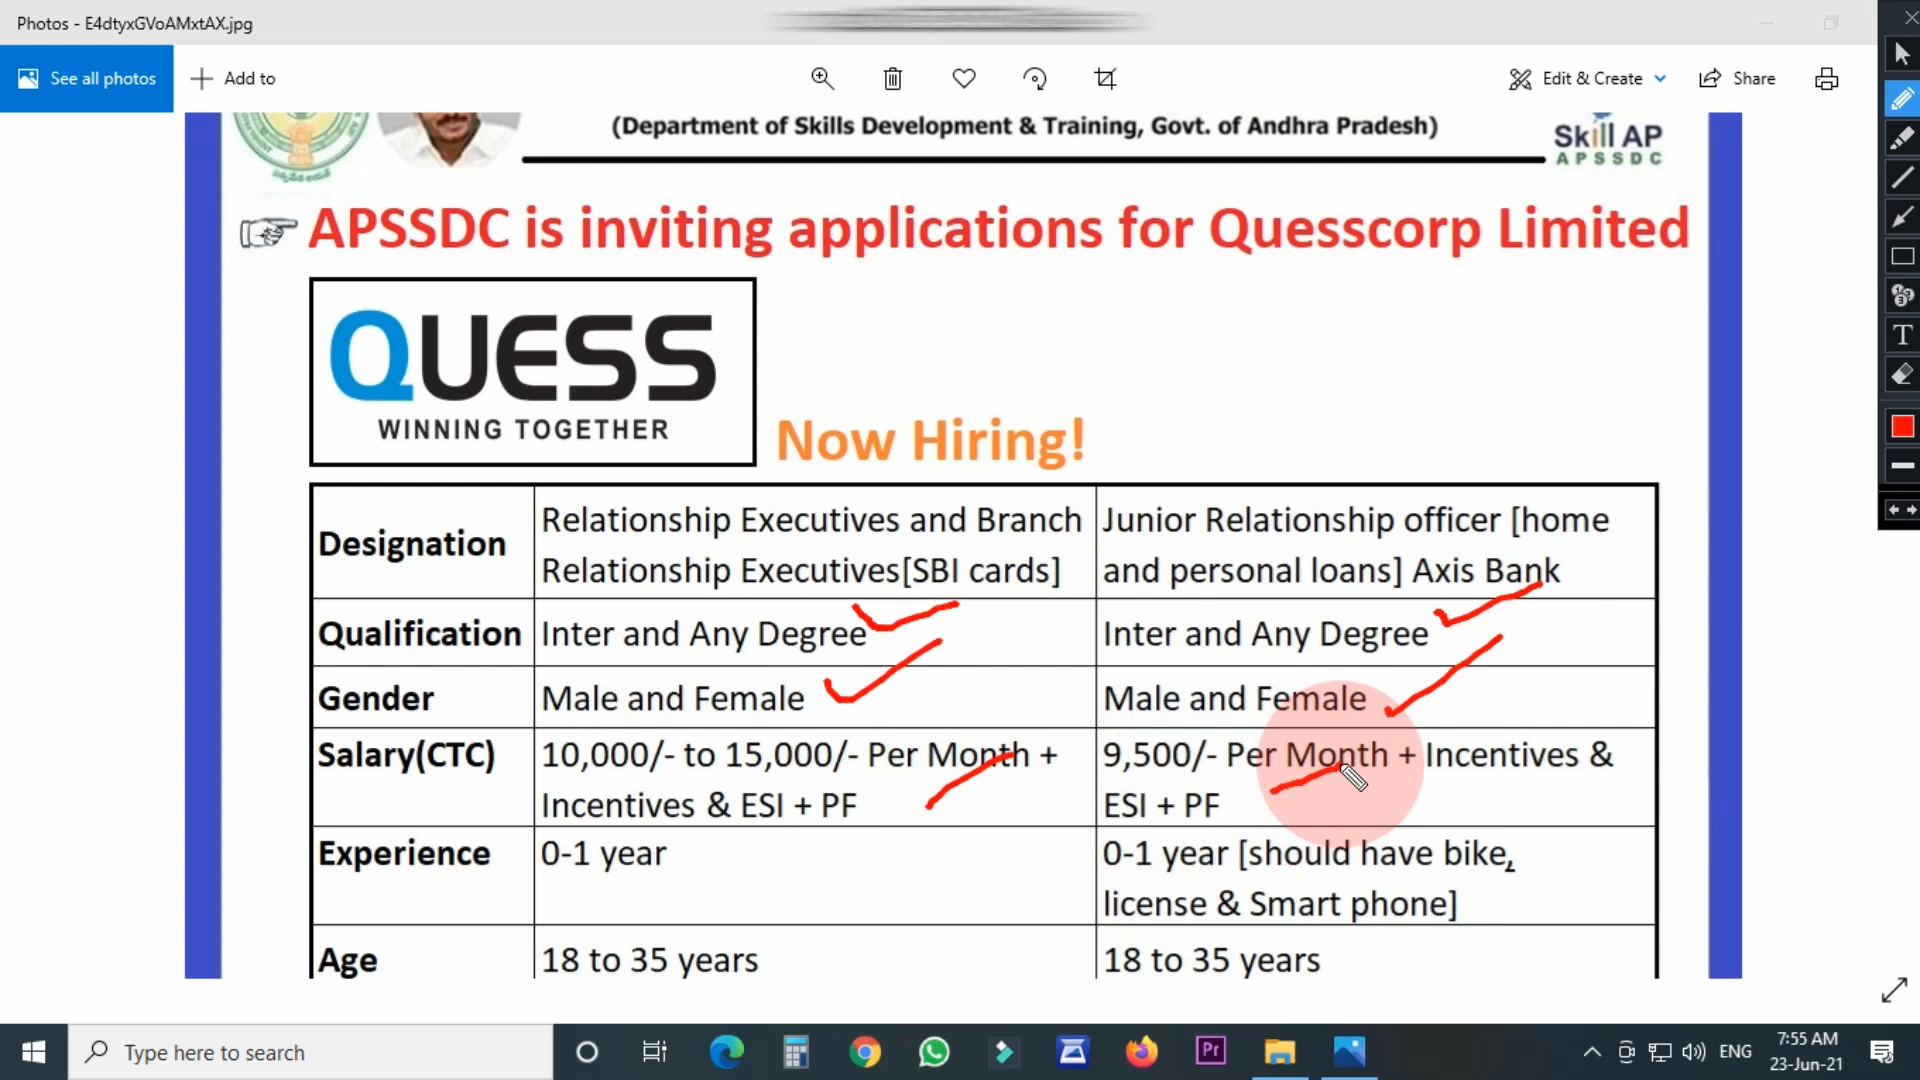 Photos - E4dtyxGVoAMxtAX.jpg
See all photos
Add to
Edit & Create
Share
(Department of Skills Development & Training, Govt. of Andhra Pradesh)
Skill AP
APSSDC
APSSDC is inviting applications for Quesscorp Limited
QUESS
WINNING TOGETHER
Now Hiring!
Designation
Relationship Executives and Branch
Relationship Executives[SBI cards]
Junior Relationship officer [home
and personal loans] Axis Bank
Qualification
Inter and Any Degree
Inter and Any Degree
Gender
Male and Female
Male and Female
Salary(CTC)
10,000/- to 15,000/- Per Month +
Incentives & ESI + PF
9,500/- Per Month + Incentives &
ESI + PF
Experience
0-1 year
0-1 year [should have bike,
license & Smart phone]
Age
18 to 35 years
18 to 35 years
T
Type here to search
Pr
ENG
7:55 AM
23-Jun-21